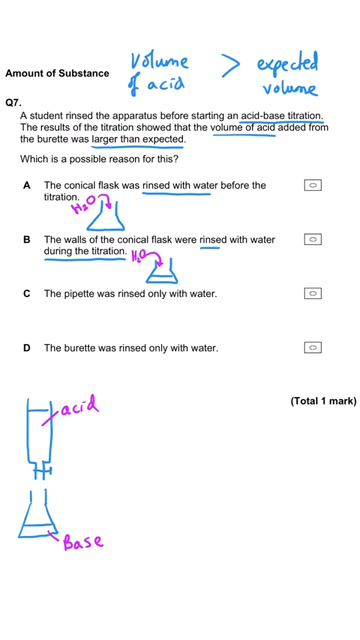 volume > expected
of acid volume
Amount of Substance
Q7.
A student rinsed the apparatus before starting an acid-base titration.
The results of the titration showed that the volume of acid added from
the burette was larger than expected.
Which is a possible reason for this?
A The conical flask was rinsed with water before the
titration.
H₂O
B The walls of the conical flask were rinsed with water
during the titration.
H₂O
C The pipette was rinsed only with water.
D The burette was rinsed only with water.
(Total 1 mark)
acid
Base